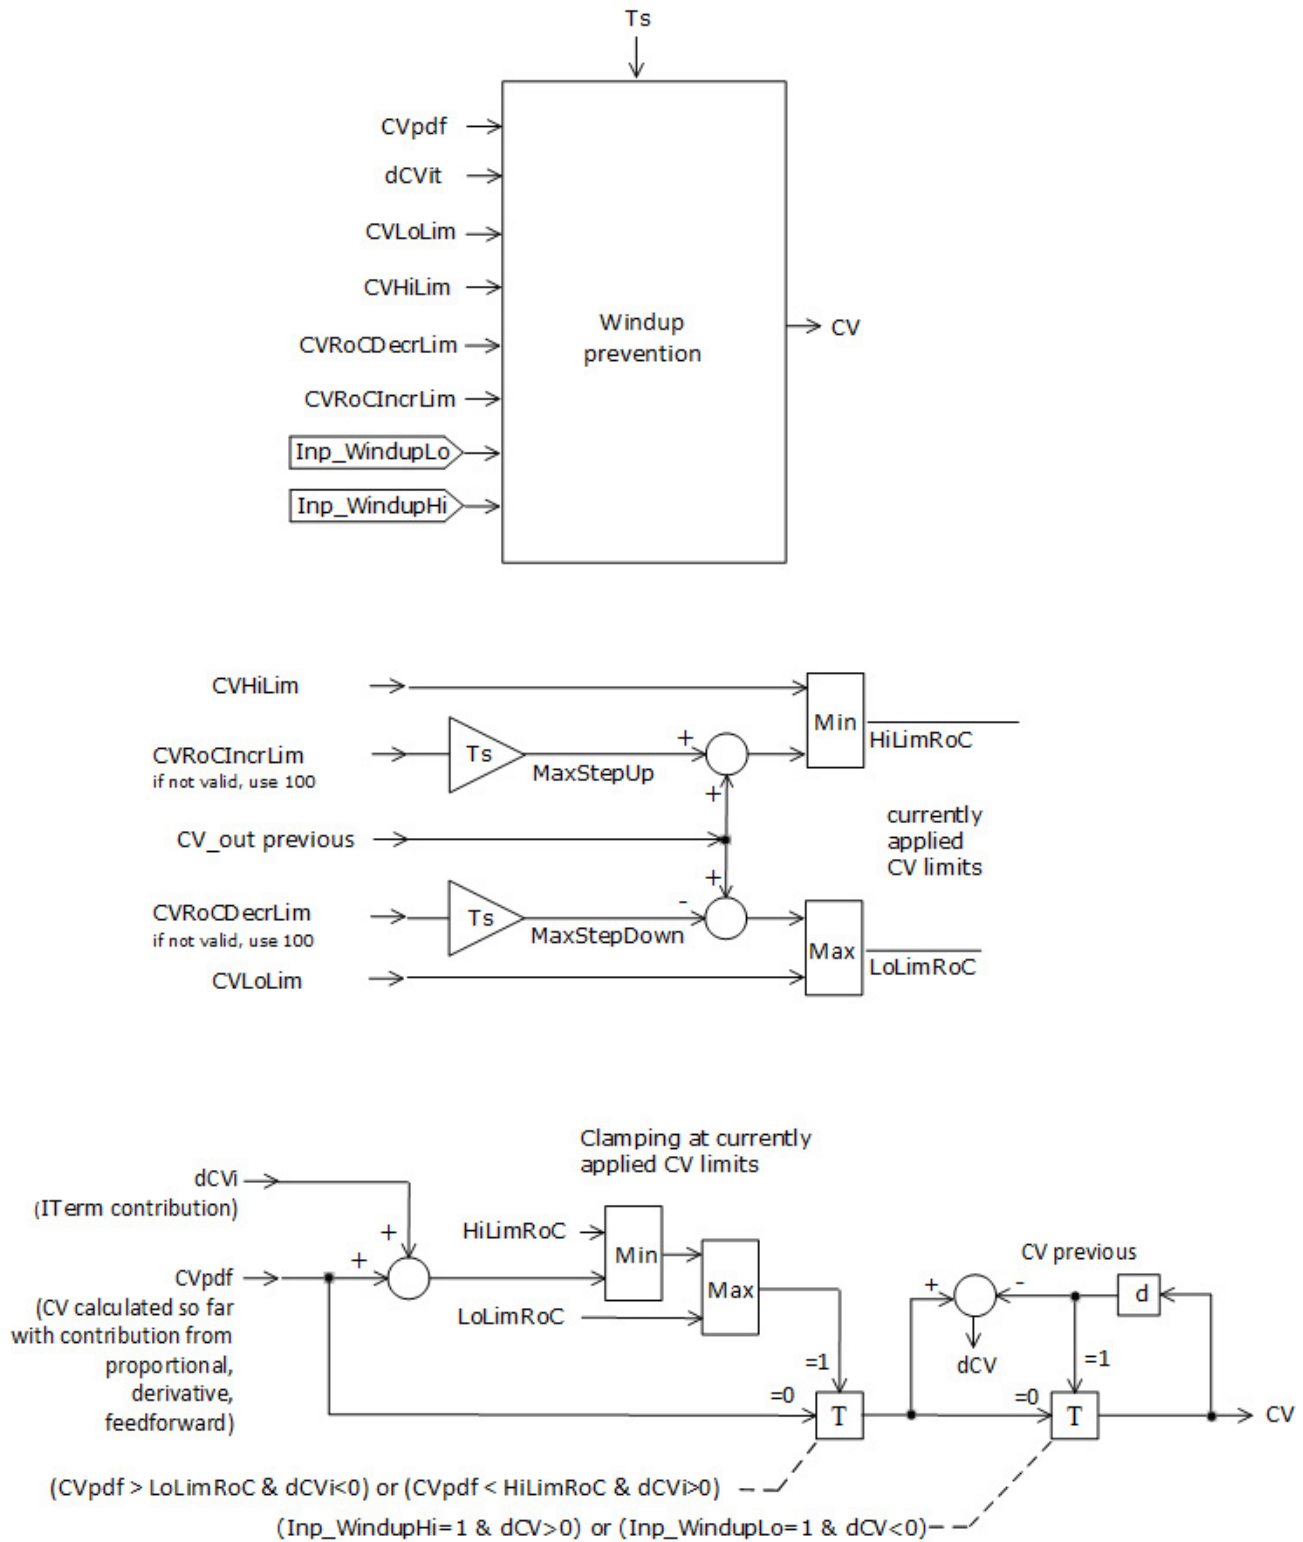 Ts
CVpdf
dCVit
CVLoLim
CVHiLim
CVRoCDecrLim
CVRoCIncrLim
Inp_WindupLo
Inp_WindupHi
Windup
prevention
CV
CVHiLim
CVRoCIncrLim
if not valid, use 100
Ts
MaxStepUp
+
+
Min
HiLimRoC
CV_out previous
currently
applied
CV limits
CVRoCDecrLim
if not valid, use 100
Ts
MaxStepDown
+
-
Max
LoLimRoC
CVLoLim
Clamping at currently
applied CV limits
dCVi
(ITerm contribution)
+
+
CVpdf
(CV calculated so far
with contribution from
proportional,
derivative,
feedforward)
HiLimRoC
Min
LoLimRoC
Max
=1
=0
T
CV previous
+
-
d
dCV
=1
=0
T
CV
(CVpdf > LoLimRoC & dCVi<0) or (CVpdf < HiLimRoC & dCVi>0)
(Inp_WindupHi=1 & dCV>0) or (Inp_WindupLo=1 & dCV<0)